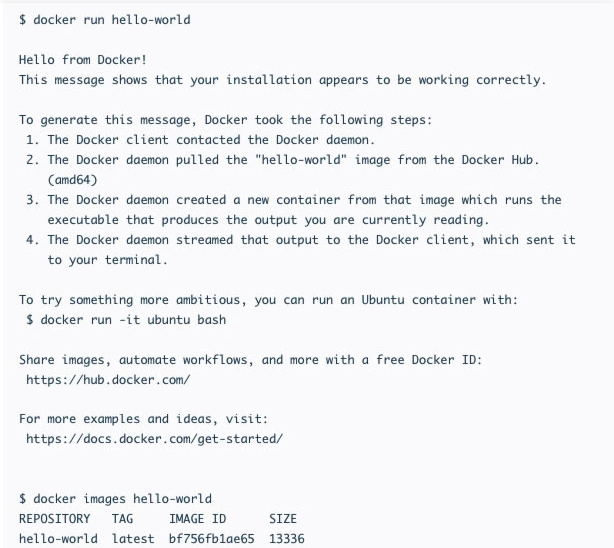 $ docker run hello-world
Hello from Docker!
This message shows that your installation appears to be working correctly.
To generate this message, Docker took the following steps:
1. The Docker client contacted the Docker daemon.
2. The Docker daemon pulled the "hello-world" image from the Docker Hub.
(amd64)
3. The Docker daemon created a new container from that image which runs the
executable that produces the output you are currently reading.
4. The Docker daemon streamed that output to the Docker client, which sent it
to your terminal.
To try something more ambitious, you can run an Ubuntu container with:
$ docker run -it ubuntu bash
Share images, automate workflows, and more with a free Docker ID:
https://hub.docker.com/
For more examples and ideas, visit:
https://docs.docker.com/get-started/
$ docker images hello-world
REPOSITORY TAG IMAGE ID SIZE
hello-world latest bf756fb1ae65 13336